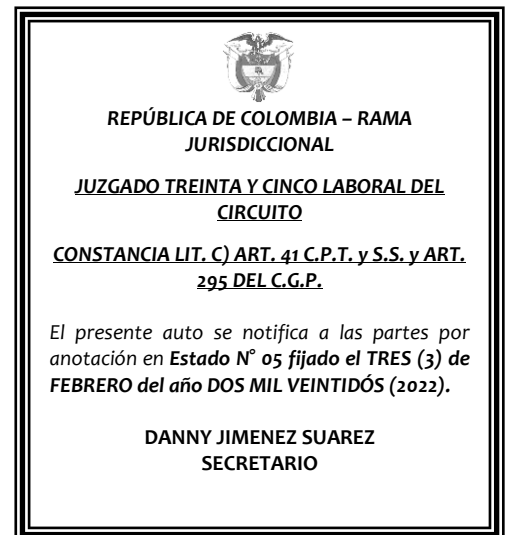 REPÚBLICA DE COLOMBIA – RAMA
JURISDICCIONAL
JUZGADO TREINTA Y CINCO LABORAL DEL
CIRCUITO
CONSTANCIA LIT. C) ART. 41 C.P.T. y S.S. y ART.
295 DEL C.G.P.
El presente auto se notifica a las partes por
anotación en Estado N° 05 fijado el TRES (3) de
FEBRERO del año DOS MIL VEINTIDÓS (2022).
DANNY JIMENEZ SUAREZ
SECRETARIO